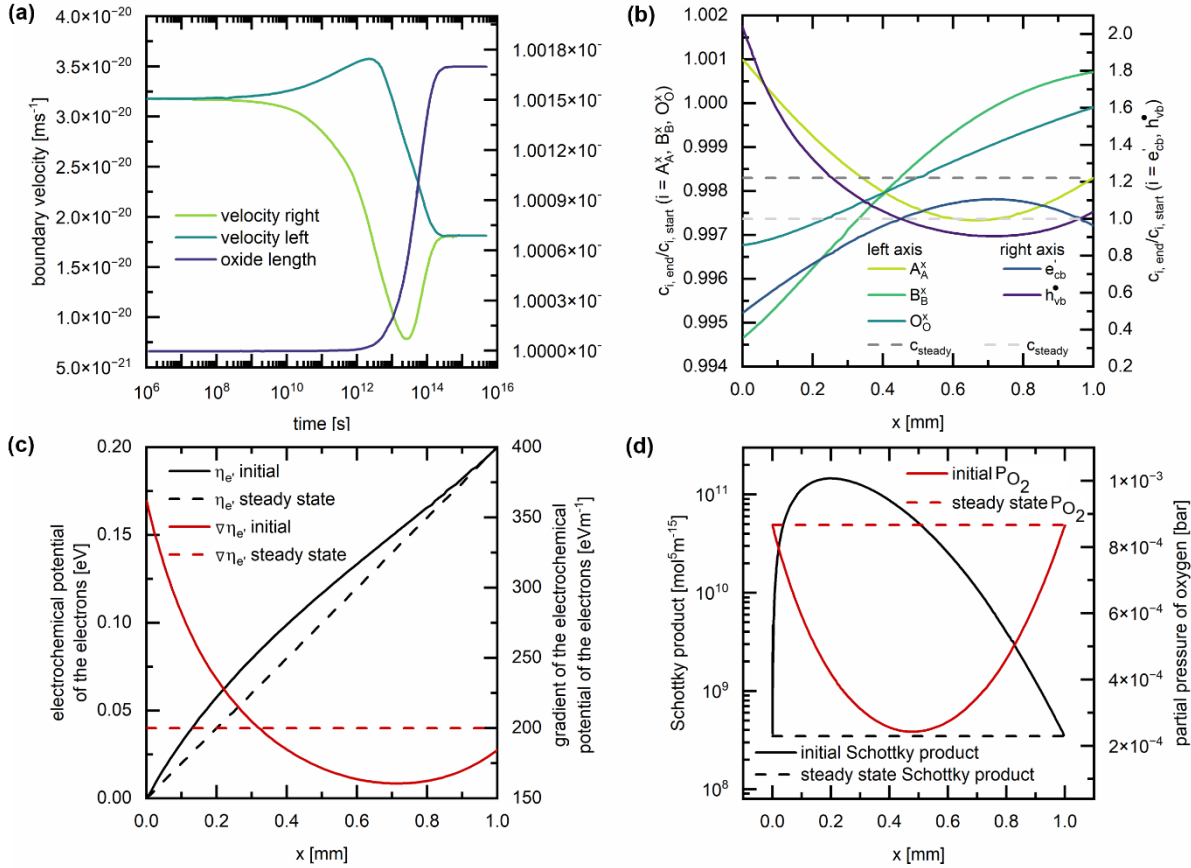 (a)
boundary velocity [ms⁻¹]
4.0×10⁻²⁰
3.5×10⁻²⁰
3.0×10⁻²⁰
2.5×10⁻²⁰
2.0×10⁻²⁰
1.5×10⁻²⁰
1.0×10⁻²⁰
5.0×10⁻²¹
velocity right
velocity left
oxide length
1.0018×10⁻
1.0015×10⁻
1.0012×10⁻
1.0009×10⁻
1.0006×10⁻
1.0003×10⁻
1.0000×10⁻
10⁶ 10⁸ 10¹⁰ 10¹² 10¹⁴ 10¹⁶
time [s]
(b)
c_i, end/c_i, start (i = A_A^x, B_B^x, O_O^x)
1.002
1.001
1.000
0.999
0.998
0.997
0.996
0.995
0.994
left axis right axis
A_A^x e'_cb
B_B^x h•_vb
O_O^x
c_steady c_steady
2.0
1.8
1.6
1.4
1.2
1.0
0.8
0.6
0.4
0.2
c_i, end/c_i, start (i = e'_cb, h•_vb)
0.0 0.2 0.4 0.6 0.8 1.0
x [mm]
(c)
electrochemical potential
of the electrons [eV]
0.20
0.15
0.10
0.05
0.00
η_e' initial
η_e' steady state
∇η_e' initial
∇η_e' steady state
400
350
300
250
200
150
gradient of the electrochemical
potential of the electrons [eVm⁻¹]
0.0 0.2 0.4 0.6 0.8 1.0
x [mm]
(d)
Schottky product [mol⁵m⁻¹⁵]
10¹¹
10¹⁰
10⁹
10⁸
initial P_O₂
steady state P_O₂
initial Schottky product
steady state Schottky product
1×10⁻³
8×10⁻⁴
6×10⁻⁴
4×10⁻⁴
2×10⁻⁴
partial pressure of oxygen [bar]
0.0 0.2 0.4 0.6 0.8 1.0
x [mm]